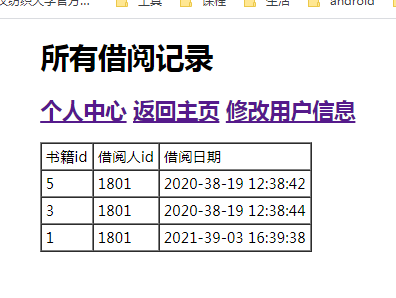 纺织大学官方... 工具 课程 生活 android
所有借阅记录
个人中心 返回主页 修改用户信息
书籍id 借阅人id 借阅日期
5 1801 2020-38-19 12:38:42
3 1801 2020-38-19 12:38:44
1 1801 2021-39-03 16:39:38